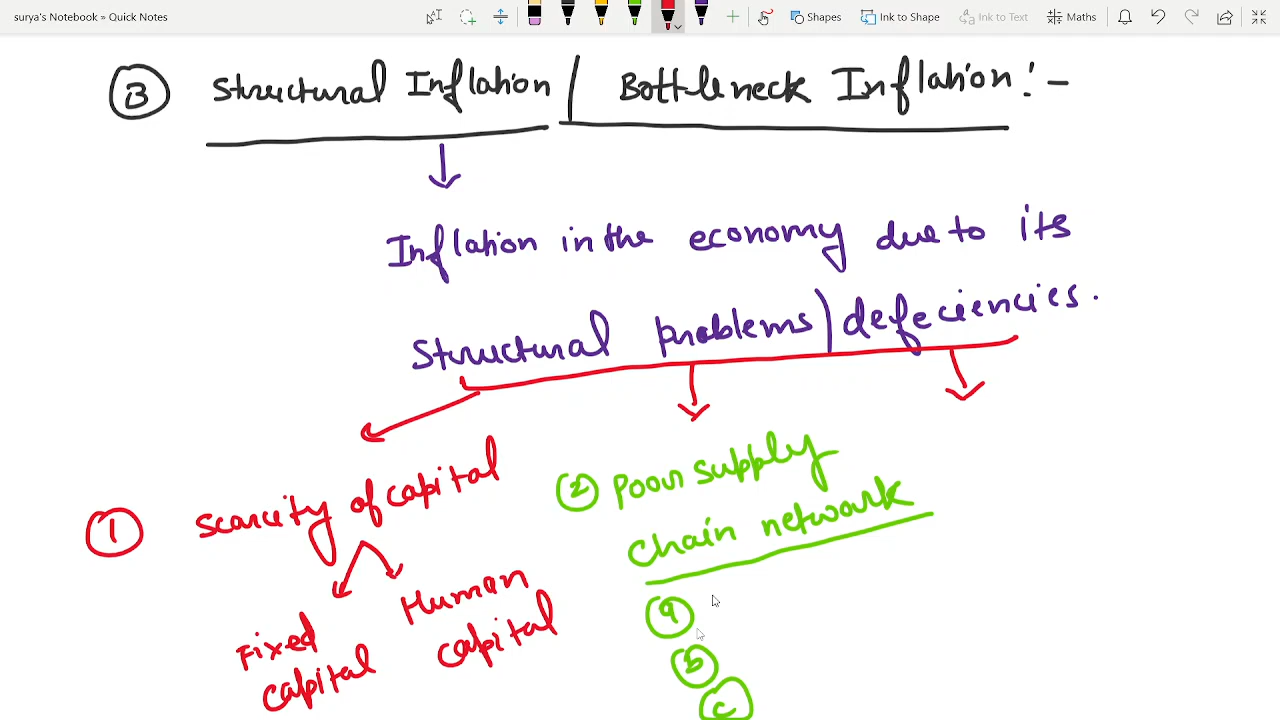 surya's Notebook » Quick Notes
Shapes
Ink to Shape
Ink to Text
Maths
3 Structural Inflation / Bottleneck Inflation:-
Inflation in the economy due to its
Structural problems / defeciencies.
1 Scarcity of capital
Fixed capital
Human capital
2 Poor supply
chain network
a
b
c